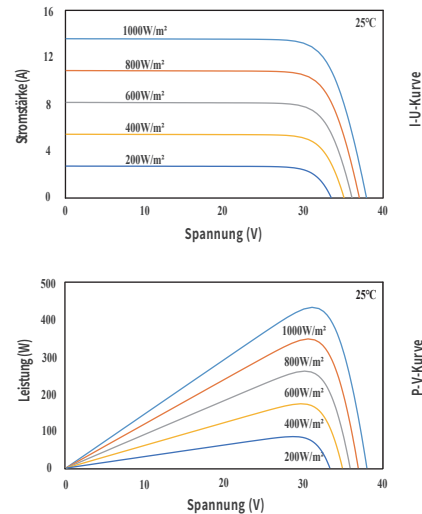 16
25°C
1000W/m²
12
800W/m²
Stromstärke (A)
8
600W/m²
I-U-Kurve
400W/m²
4
200W/m²
0
0
10
20
30
40
Spannung (V)
500
25°C
400
1000W/m²
300
800W/m²
Leistung (W)
P-V-Kurve
200
600W/m²
400W/m²
100
200W/m²
0
0
10
20
30
40
Spannung (V)